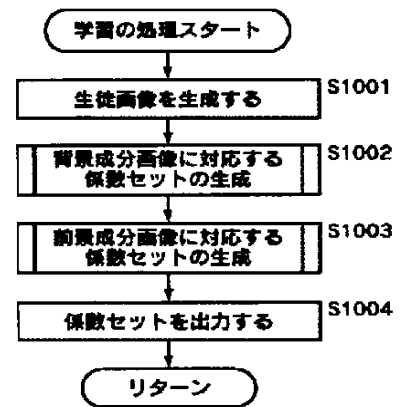 学習の処理スタート
生徒画像を生成する
S1001
背景成分画像に対応する
係数セットの生成
S1002
前景成分画像に対応する
係数セットの生成
S1003
係数セットを出力する
S1004
リターン